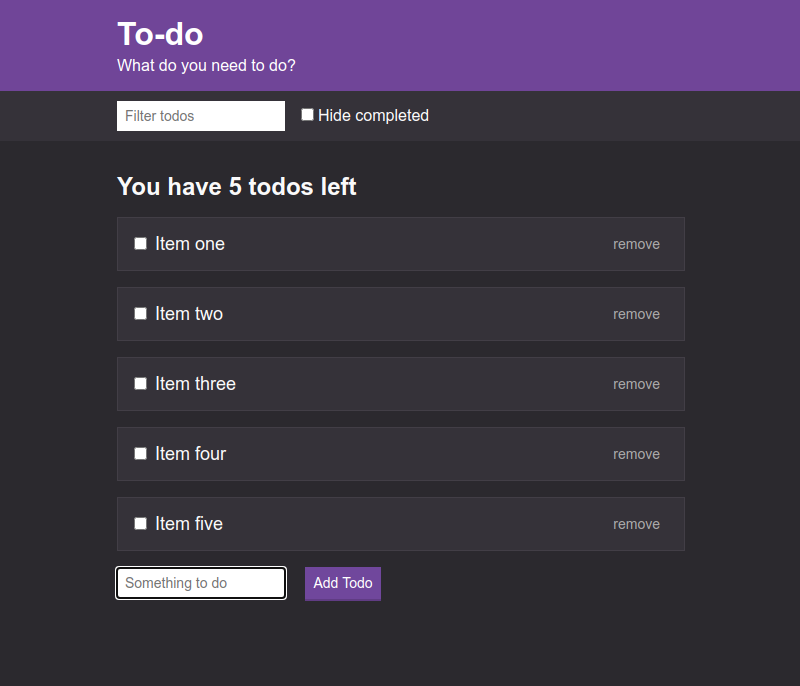 To-do
What do you need to do?
Filter todos
Hide completed
You have 5 todos left
Item one remove
Item two remove
Item three remove
Item four remove
Item five remove
Something to do Add Todo